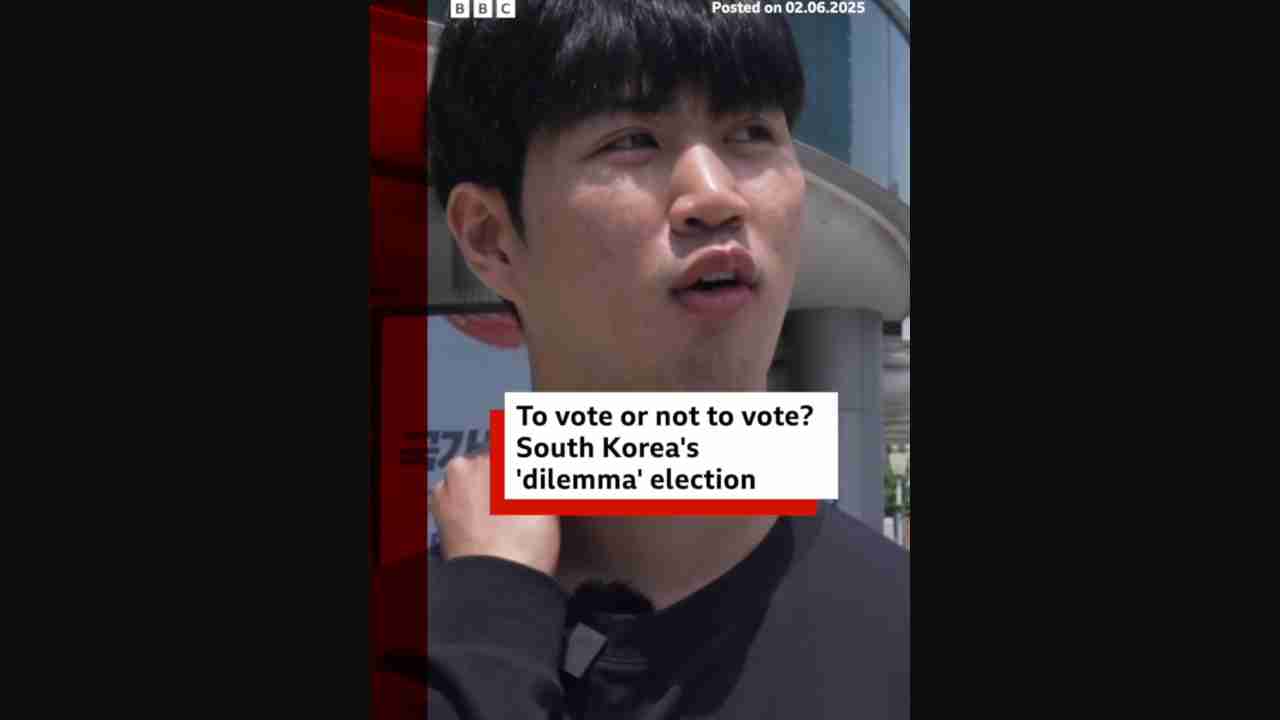 BBC
Posted on 02.06.2025
To vote or not to vote?
South Korea's
'dilemma' election